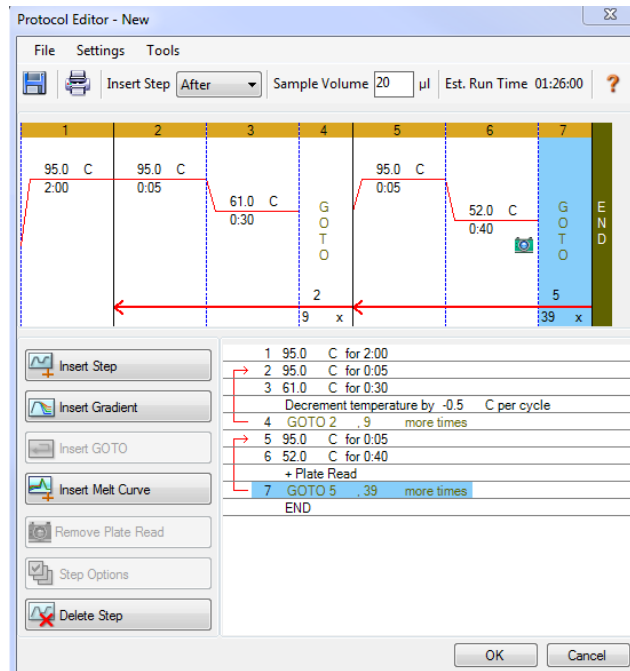 Protocol Editor - New
File Settings Tools
Insert Step After Sample Volume 20 µl Est. Run Time 01:26:00 ?
1 2 3 4 5 6 7
95.0 C 95.0 C 95.0 C
2:00 0:05 0:05
61.0 C 52.0 C
0:30 0:40
GOTO GOTO END
2 5
9 x 39 x
Insert Step
Insert Gradient
Insert GOTO
Insert Melt Curve
Remove Plate Read
Step Options
Delete Step
1 95.0 C for 2:00
2 95.0 C for 0:05
3 61.0 C for 0:30
Decrement temperature by -0.5 C per cycle
4 GOTO 2 , 9 more times
5 95.0 C for 0:05
6 52.0 C for 0:40
+ Plate Read
7 GOTO 5 , 39 more times
END
OK Cancel